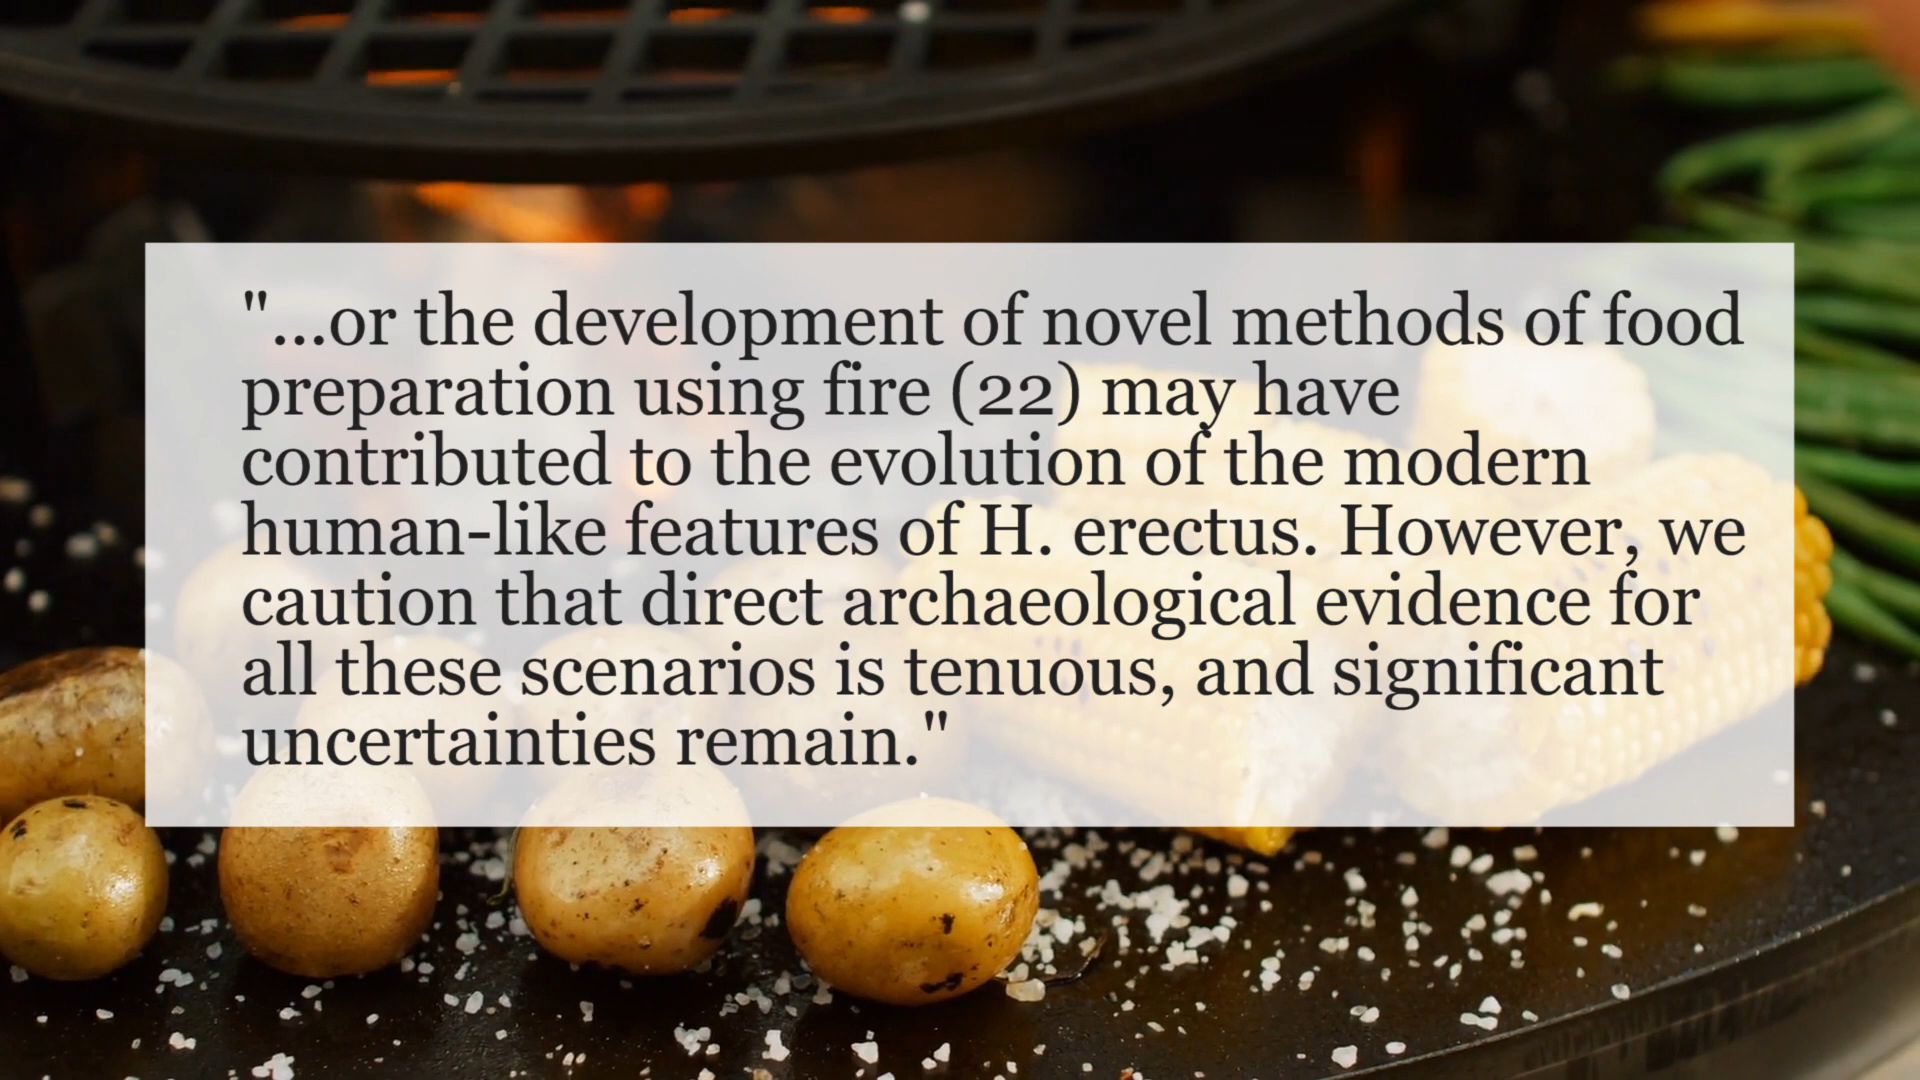 "...or the development of novel methods of food
preparation using fire (22) may have
contributed to the evolution of the modern
human-like features of H. erectus. However, we
caution that direct archaeological evidence for
all these scenarios is tenuous, and significant
uncertainties remain."